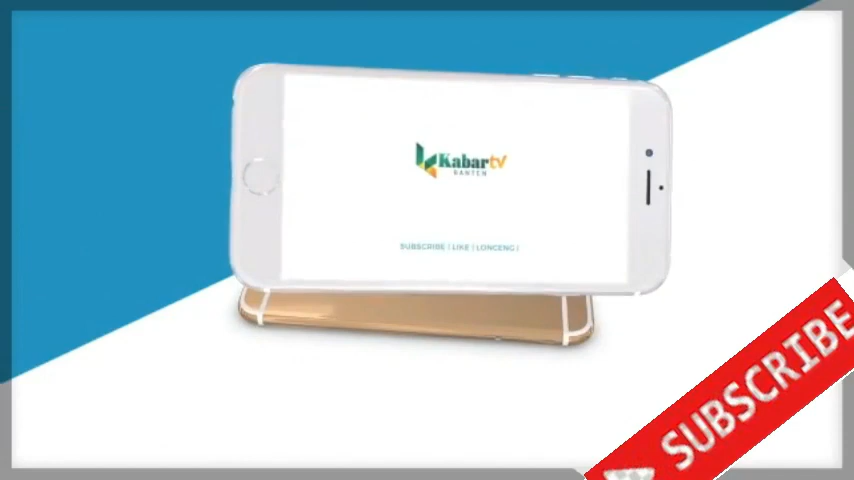 Kabartv
BANTEN
SUBSCRIBE | LIKE | LONCENG |
SUBSCRIBE